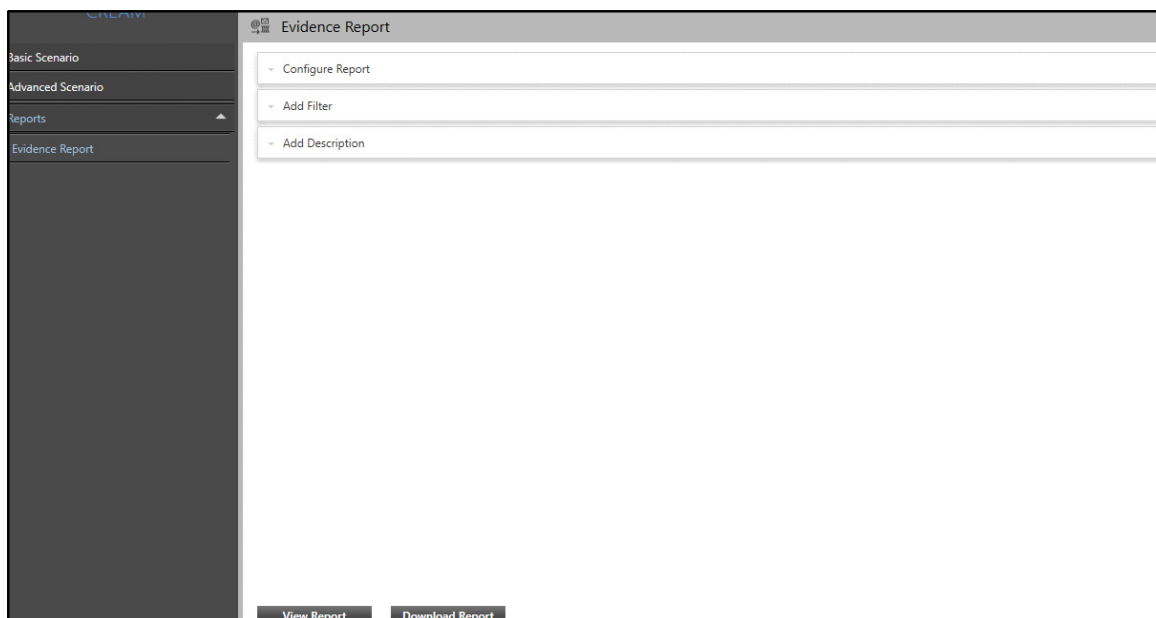 CREAM
Evidence Report
Basic Scenario
Advanced Scenario
Reports
Evidence Report
Configure Report
Add Filter
Add Description
View Report
Download Report